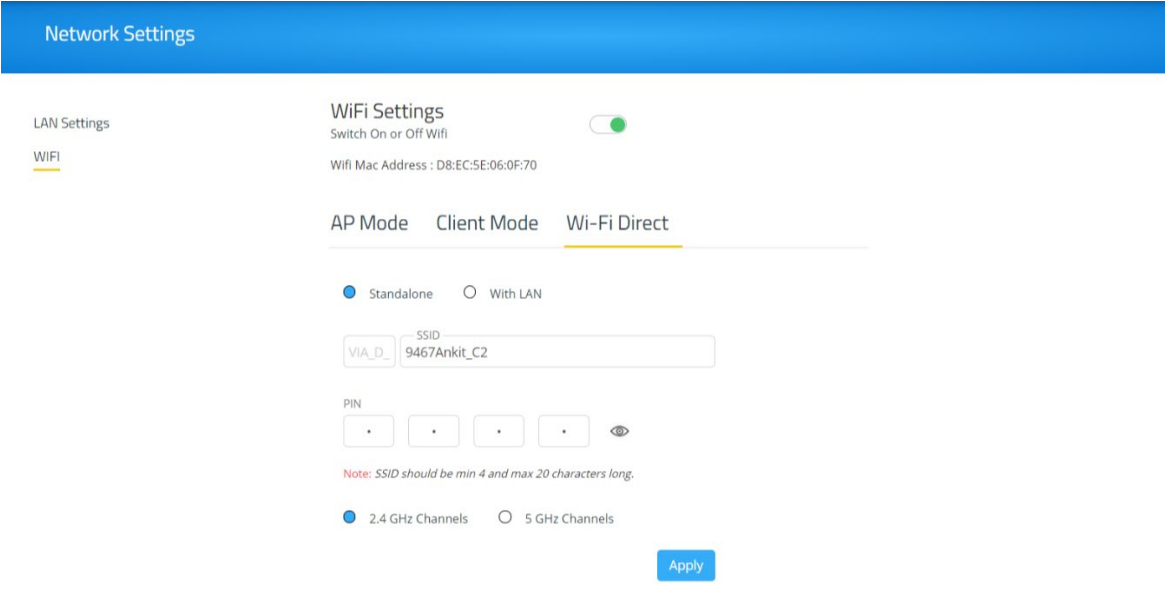 Network Settings
LAN Settings
WIFI
WiFi Settings
Switch On or Off Wifi
Wifi Mac Address : D8:EC:5E:06:0F:70
AP Mode Client Mode Wi-Fi Direct
Standalone With LAN
SSID
VIA_D_ 9467Ankit_C2
PIN
Note: SSID should be min 4 and max 20 characters long.
2.4 GHz Channels 5 GHz Channels
Apply